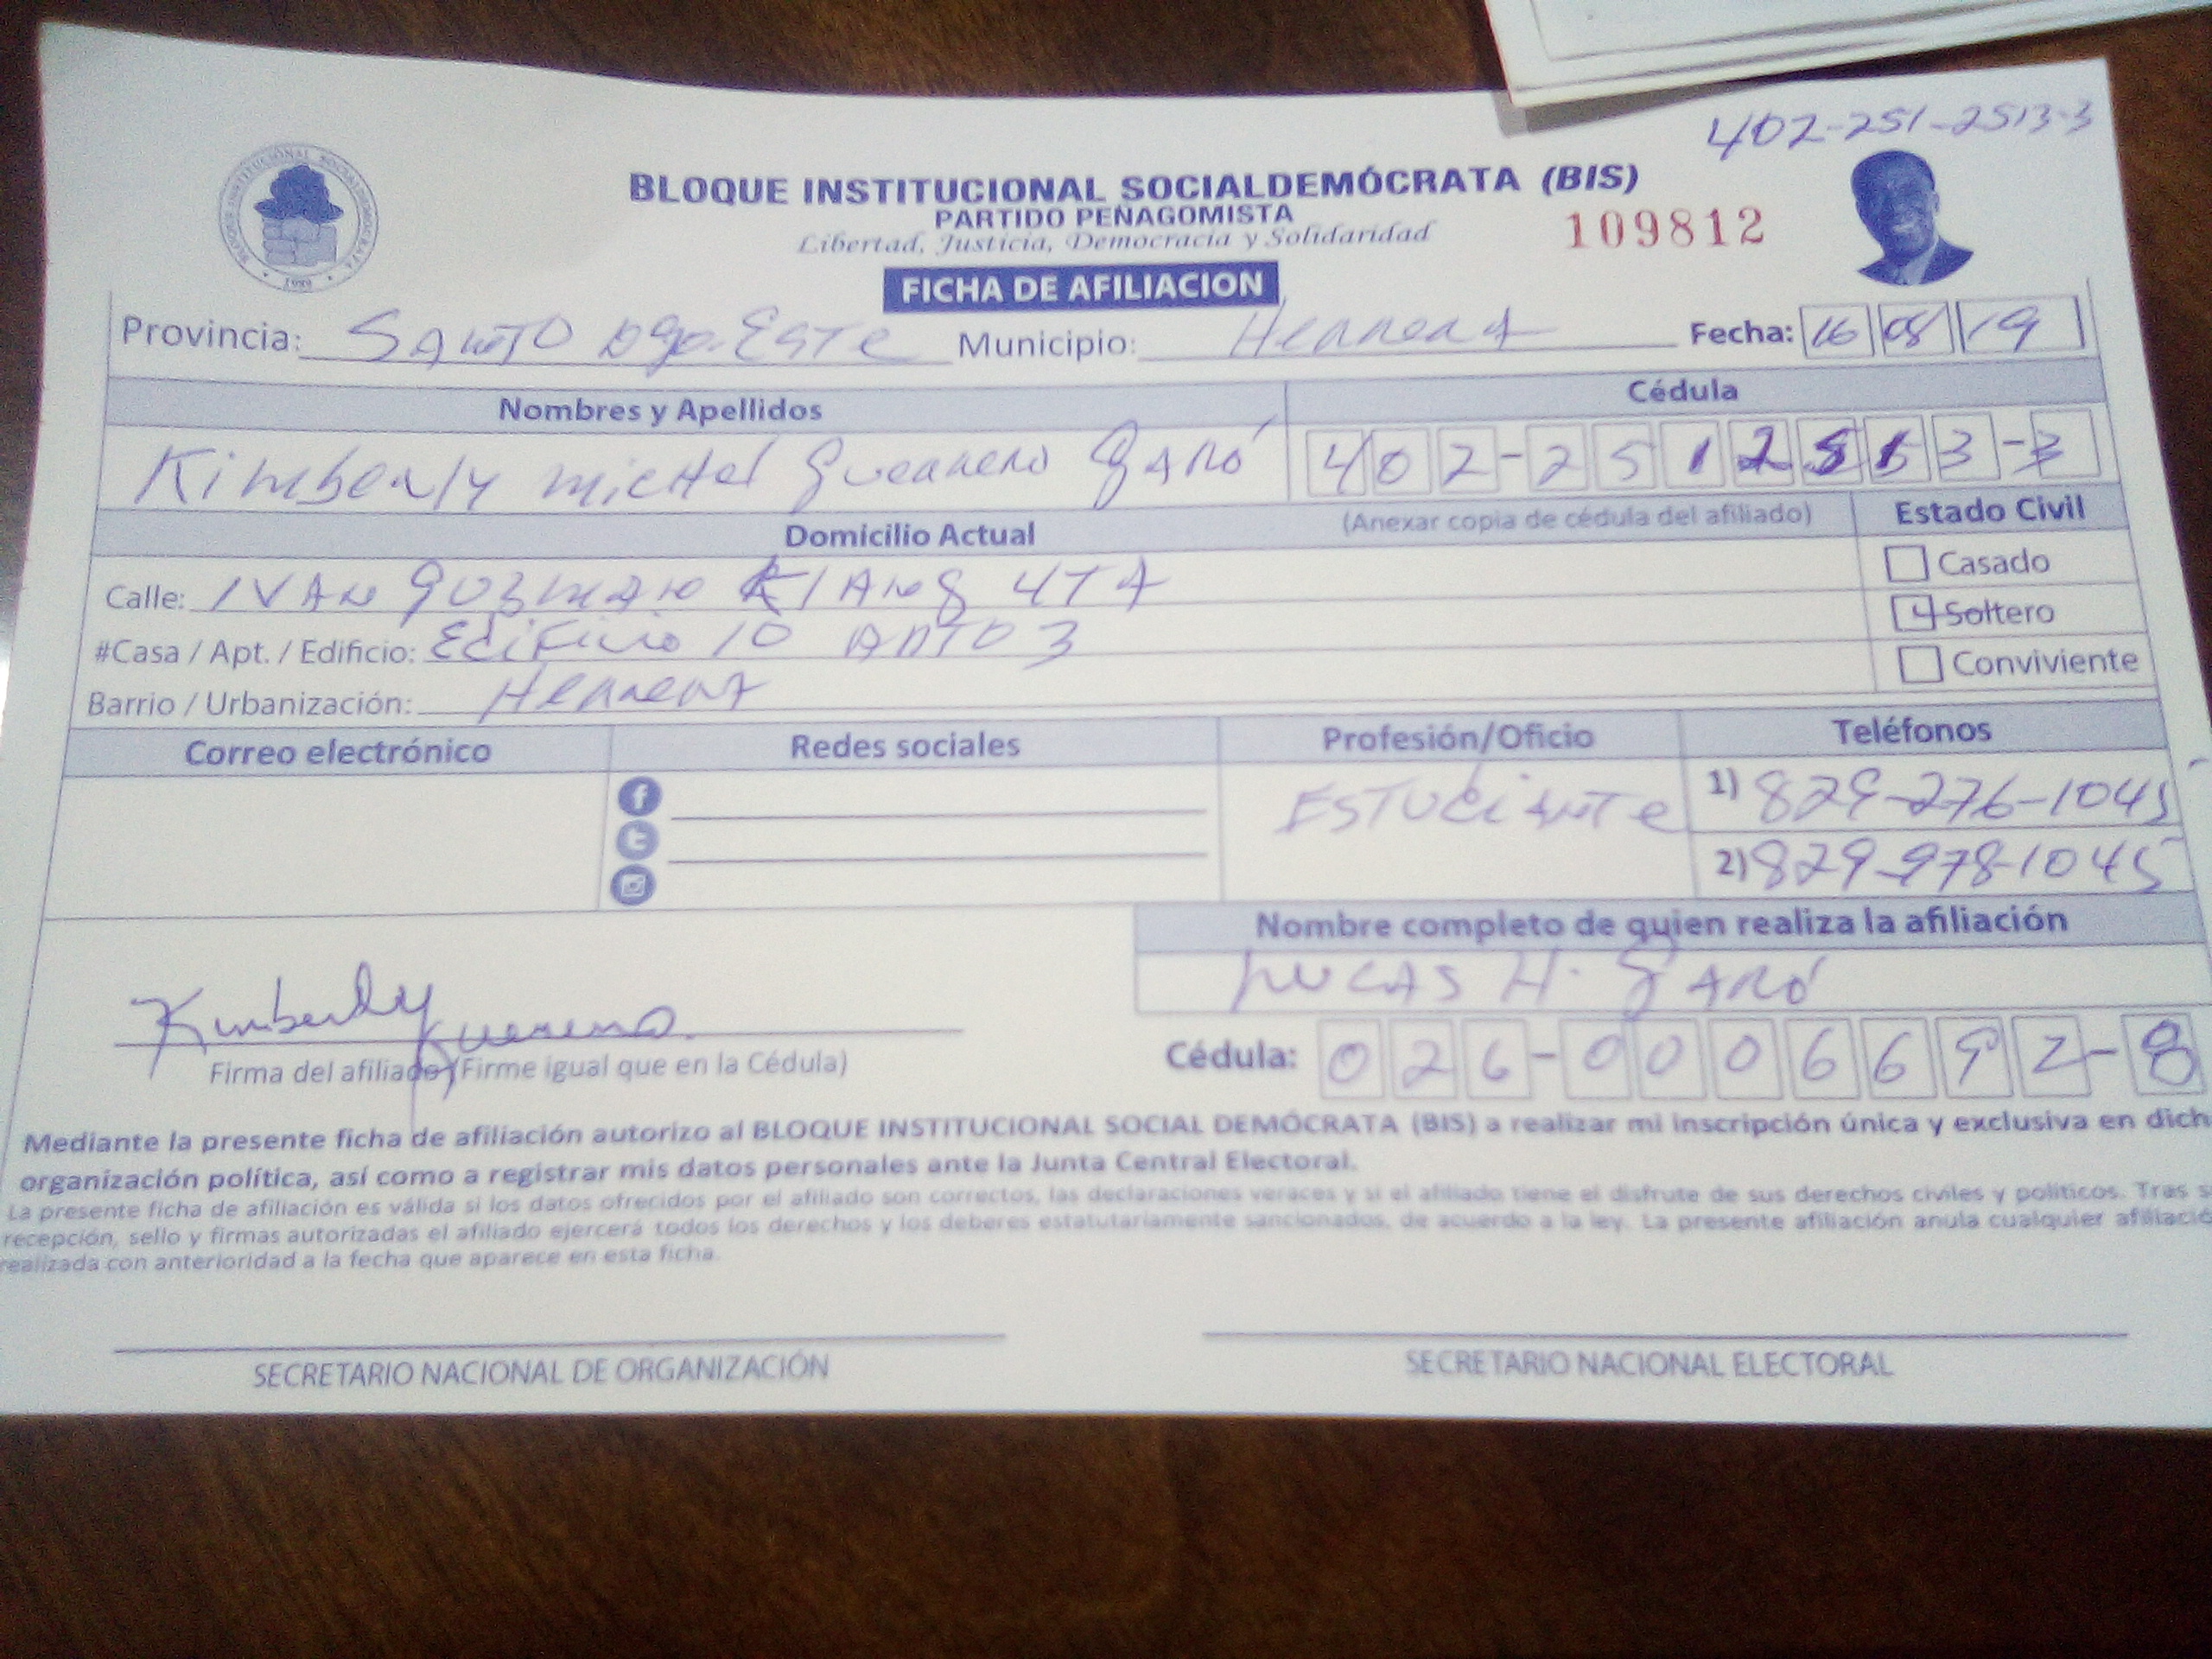 402-251-2513-3
BLOQUE INSTITUCIONAL SOCIALDEMÓCRATA
1989
BLOQUE INSTITUCIONAL SOCIALDEMÓCRATA (BIS)
PARTIDO PEÑAGOMISTA
Libertad, Justicia, Democracia y Solidaridad
109812
FICHA DE AFILIACION
Provincia: SANTO Dgo. ESTE Municipio: Herrera Fecha: 16 08 19
Nombres y Apellidos Cédula
Kimberly michel Guerrero Garó 402-2512513-3
Domicilio Actual (Anexar copia de cédula del afiliado) Estado Civil
Calle: IVAN guzman 4TA
#Casa / Apt. / Edificio: Edificio 10 APTO 3
Barrio / Urbanización: Herrera
Casado
Soltero
Conviviente
Correo electrónico Redes sociales Profesión/Oficio Teléfonos
ESTUdiANTe
1) 829-276-1045
2) 829-978-1045
Nombre completo de quien realiza la afiliación
LUCAS H. GARÓ
Kimberly Guerrero
Firma del afiliado (Firme igual que en la Cédula) Cédula: 026-0006692-8
Mediante la presente ficha de afiliación autorizo al BLOQUE INSTITUCIONAL SOCIAL DEMÓCRATA (BIS) a realizar mi inscripción única y exclusiva en dich
organización política, así como a registrar mis datos personales ante la Junta Central Electoral.
La presente ficha de afiliación es válida si los datos ofrecidos por el afiliado son correctos, las declaraciones veraces y si el afiliado tiene el disfrute de sus derechos civiles y políticos. Tras s
recepción, sello y firmas autorizadas el afiliado ejercerá todos los derechos y los deberes estatutariamente sancionados, de acuerdo a la ley. La presente afiliación anula cualquier afiliació
realizada con anterioridad a la fecha que aparece en esta ficha.
SECRETARIO NACIONAL DE ORGANIZACIÓN SECRETARIO NACIONAL ELECTORAL